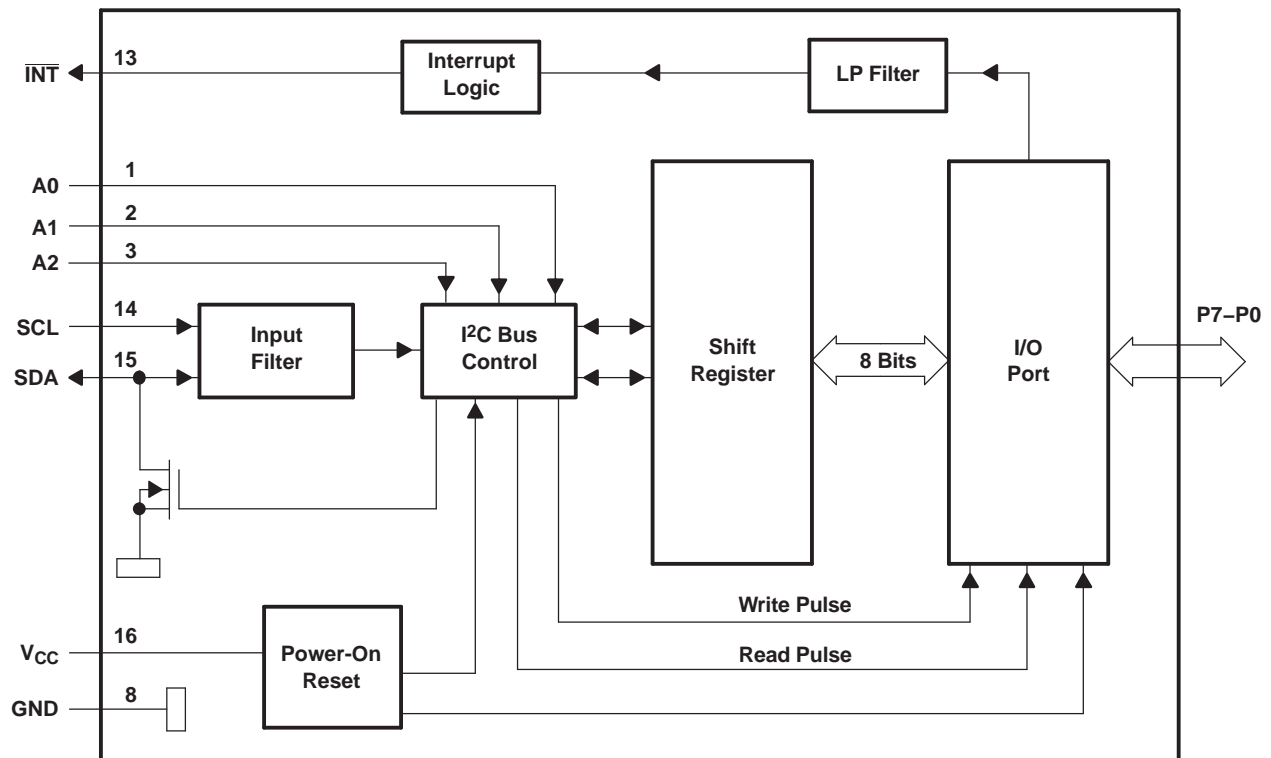 INT
13
Interrupt
Logic
LP Filter
A0
1
A1
2
A2
3
SCL
14
SDA
15
Input
Filter
I²C Bus
Control
Shift
Register
8 Bits
I/O
Port
P7–P0
Write Pulse
Read Pulse
VCC
16
Power-On
Reset
GND
8